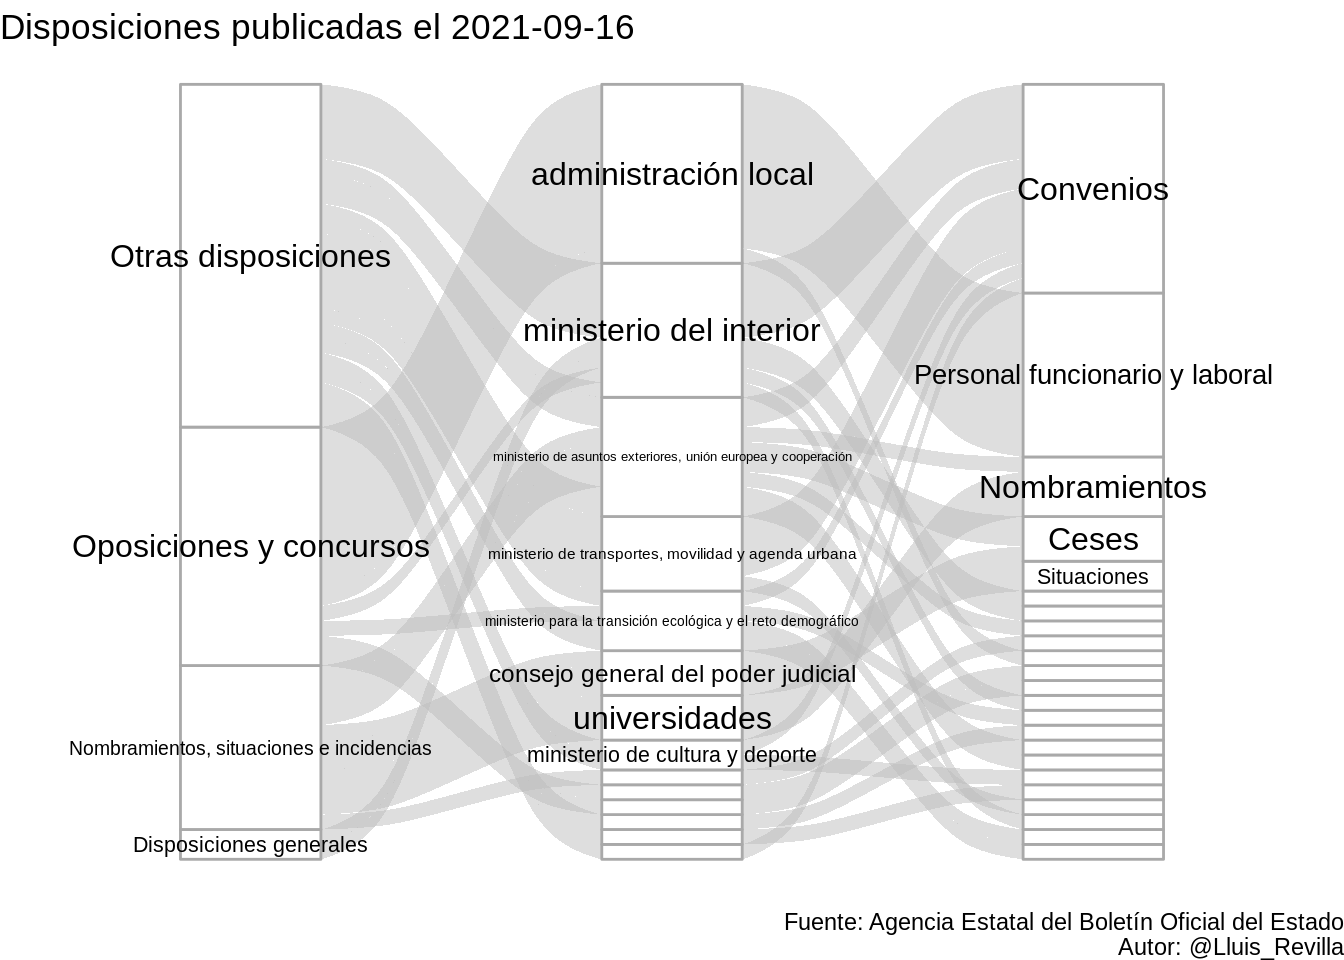 Disposiciones publicadas el 2021-09-16
Otras disposiciones
Oposiciones y concursos
Nombramientos, situaciones e incidencias
Disposiciones generales
administración local
ministerio del interior
ministerio de asuntos exteriores, unión europea y cooperación
ministerio de transportes, movilidad y agenda urbana
ministerio para la transición ecológica y el reto demográfico
consejo general del poder judicial
universidades
ministerio de cultura y deporte
Convenios
Personal funcionario y laboral
Nombramientos
Ceses
Situaciones
Fuente: Agencia Estatal del Boletín Oficial del Estado
Autor: @Lluis_Revilla